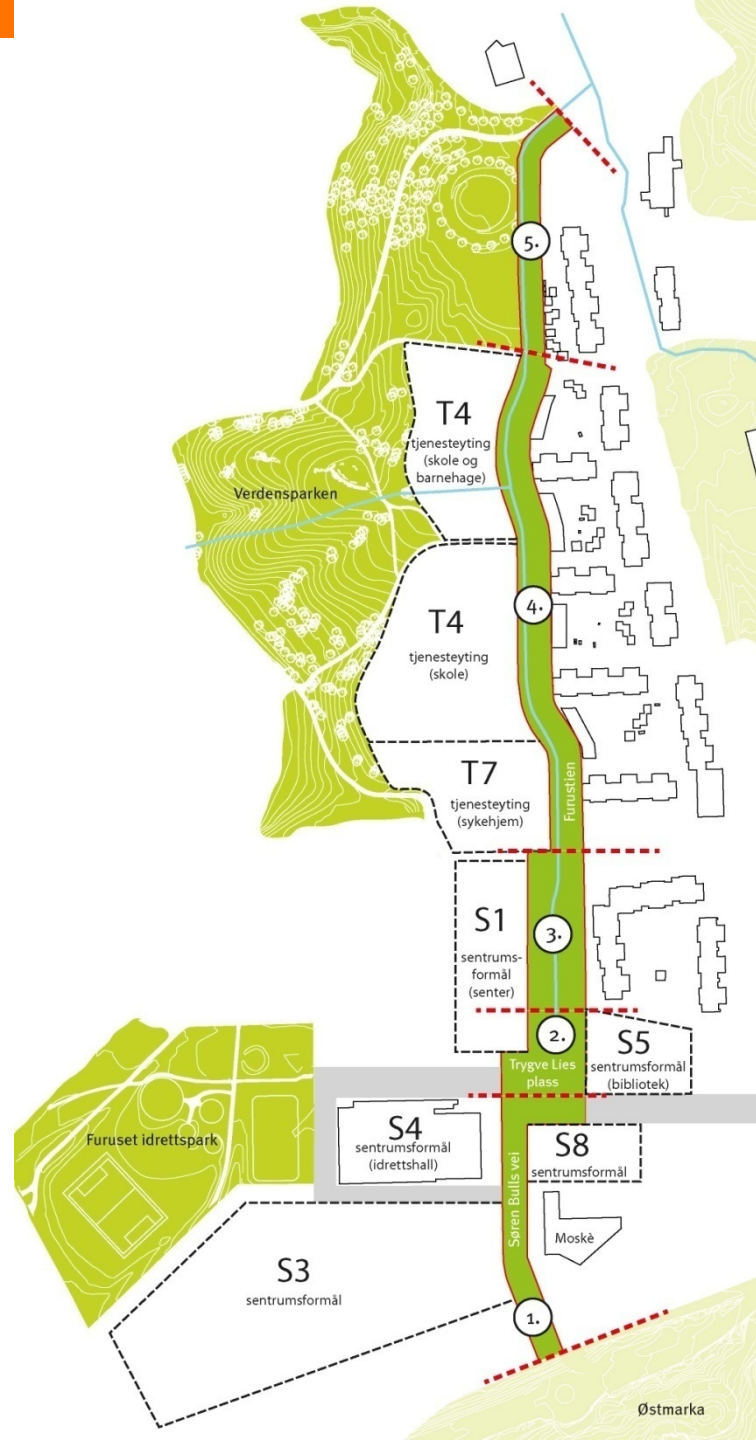 5.
T4
tjenesteyting
(skole og
barnehage)
Verdensparken
4.
T4
tjenesteyting
(skole)
T7
tjenesteyting
(sykehjem)
Furustien
S1
sentrums-
formål
(senter)
3.
2.
Trygve Lies
plass
S5
sentrumsformål
(bibliotek)
Furuset idrettspark
S4
sentrumsformål
(idrettshall)
S8
sentrumsformål
Søren Bulls vei
Moskè
S3
sentrumsformål
1.
Østmarka